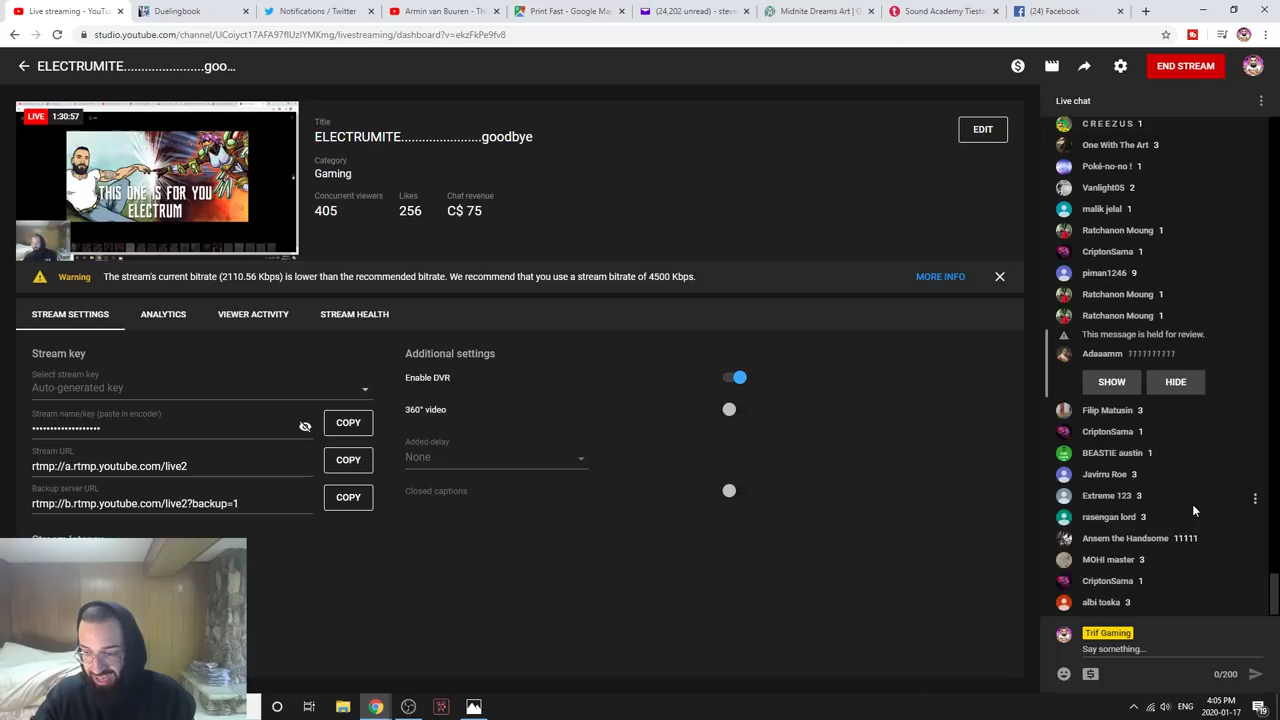 Live streaming - YouTube S
Duelingbook
Notifications / Twitter
Armin van Buuren - The
Print Fast - Google Map
(24,202 unread) -
Midnite Dreams Art | G
Sound Academy Tiesto
(24) Facebook
studio.youtube.com/channel/UCoiyct17AFA97flUzlYMKmg/livestreaming/dashboard?v=ekzFkPe9fv8
ELECTRUMITE.......................goo...
END STREAM
LIVE 1:30:57
THIS ONE IS FOR YOU
ELECTRUM
Title
ELECTRUMITE.......................goodbye
EDIT
Category
Gaming
Concurrent viewers Likes Chat revenue
405 256 C$ 75
Warning The stream's current bitrate (2110.56 Kbps) is lower than the recommended bitrate. We recommend that you use a stream bitrate of 4500 Kbps. MORE INFO
STREAM SETTINGS ANALYTICS VIEWER ACTIVITY STREAM HEALTH
Stream key
Select stream key
Auto-generated key
Stream name/key (paste in encoder)
••••••••••••••••••• COPY
Stream URL
rtmp://a.rtmp.youtube.com/live2 COPY
Backup server URL
rtmp://b.rtmp.youtube.com/live2?backup=1 COPY
Additional settings
Enable DVR
360° video
Added delay
None
Closed captions
Live chat
C R E E Z U S 1
One With The Art 3
Poké-no-no ! 1
Vanlight05 2
malik jelal 1
Ratchanon Moung 1
CriptonSama 1
piman1246 9
Ratchanon Moung 1
Ratchanon Moung 1
This message is held for review.
Adaaamm 1111111111
SHOW HIDE
Filip Matusin 3
CriptonSama 1
BEASTIE austin 1
Javirru Roe 3
Extreme 123 3
rasengan lord 3
Ansem the Handsome 11111
MOHI master 3
CriptonSama 1
albi toska 3
Trif Gaming
Say something...
0/200
ENG
4:05 PM
2020-01-17
19